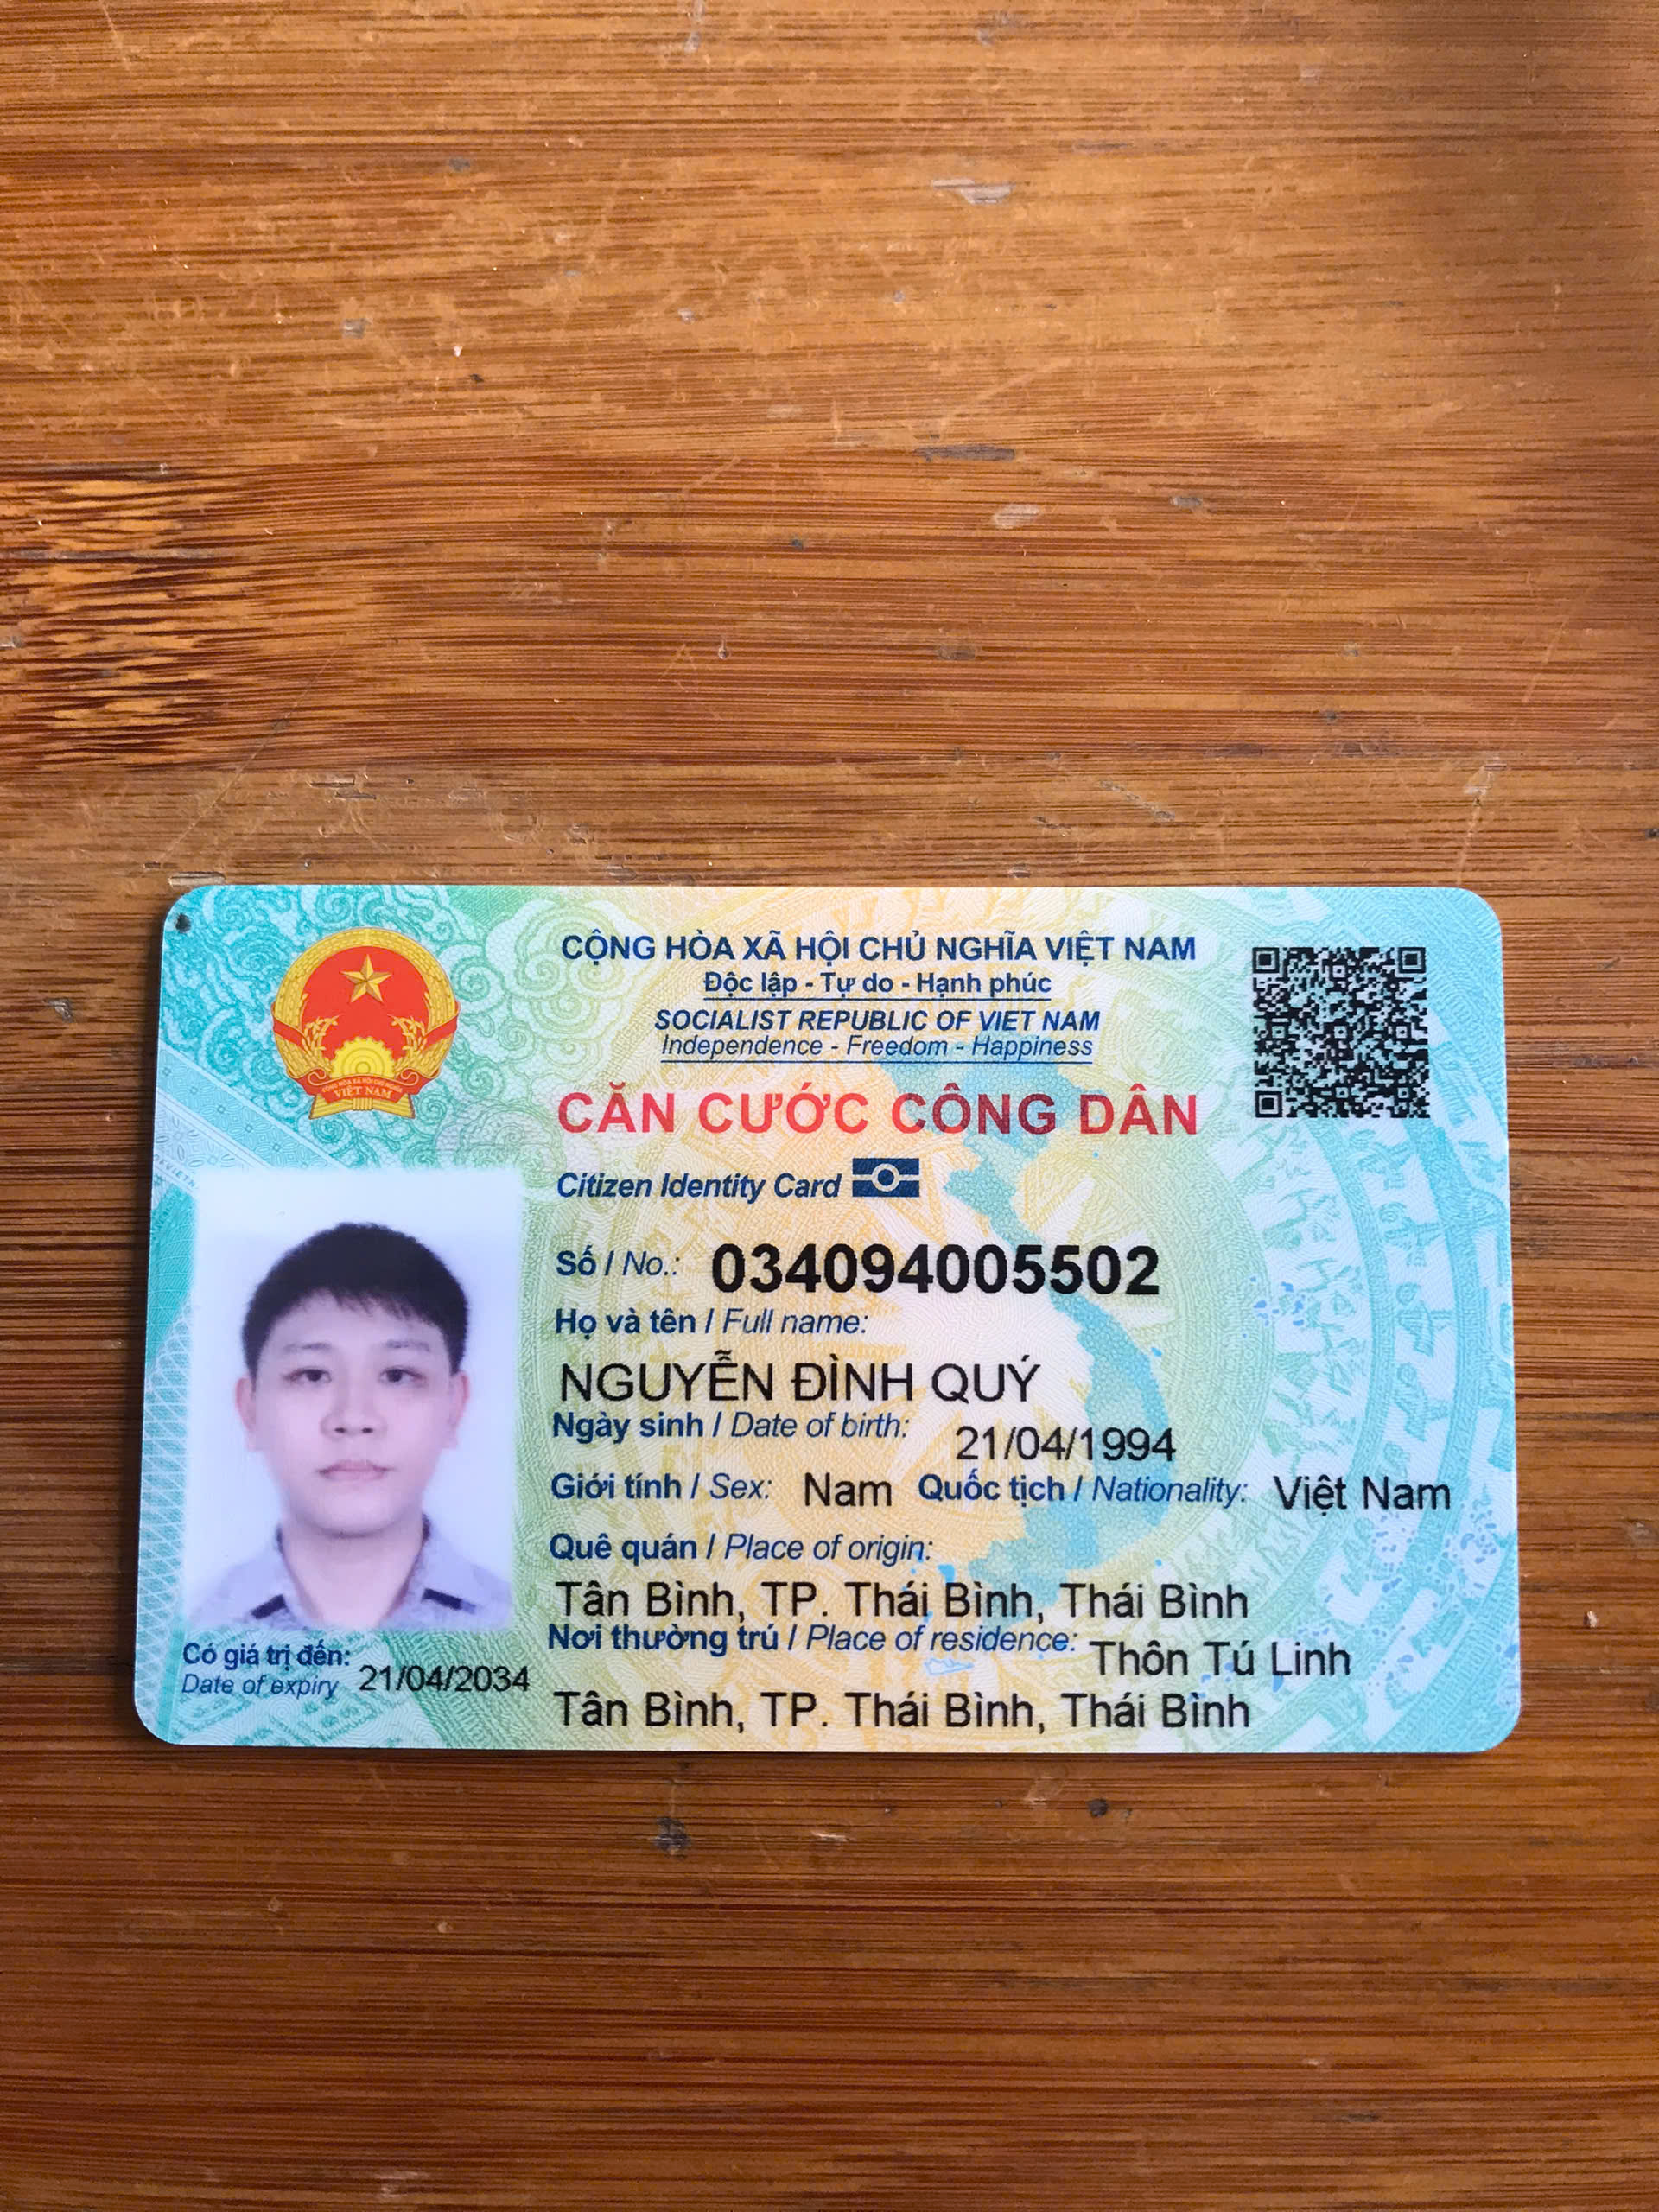 CỘNG HÒA XÃ HỘI CHỦ NGHĨA VIỆT NAM
Độc lập - Tự do - Hạnh phúc
SOCIALIST REPUBLIC OF VIET NAM
Independence - Freedom - Happiness
CỘNG HÒA XÃ HỘI CHỦ NGHĨA
VIỆT NAM
CĂN CƯỚC CÔNG DÂN
Citizen Identity Card
Số / No.: 034094005502
Họ và tên / Full name:
NGUYỄN ĐÌNH QUÝ
Ngày sinh / Date of birth: 21/04/1994
Giới tính / Sex: Nam Quốc tịch / Nationality: Việt Nam
Quê quán / Place of origin:
Tân Bình, TP. Thái Bình, Thái Bình
Nơi thường trú / Place of residence: Thôn Tú Linh
Tân Bình, TP. Thái Bình, Thái Bình
Có giá trị đến: 21/04/2034
Date of expiry